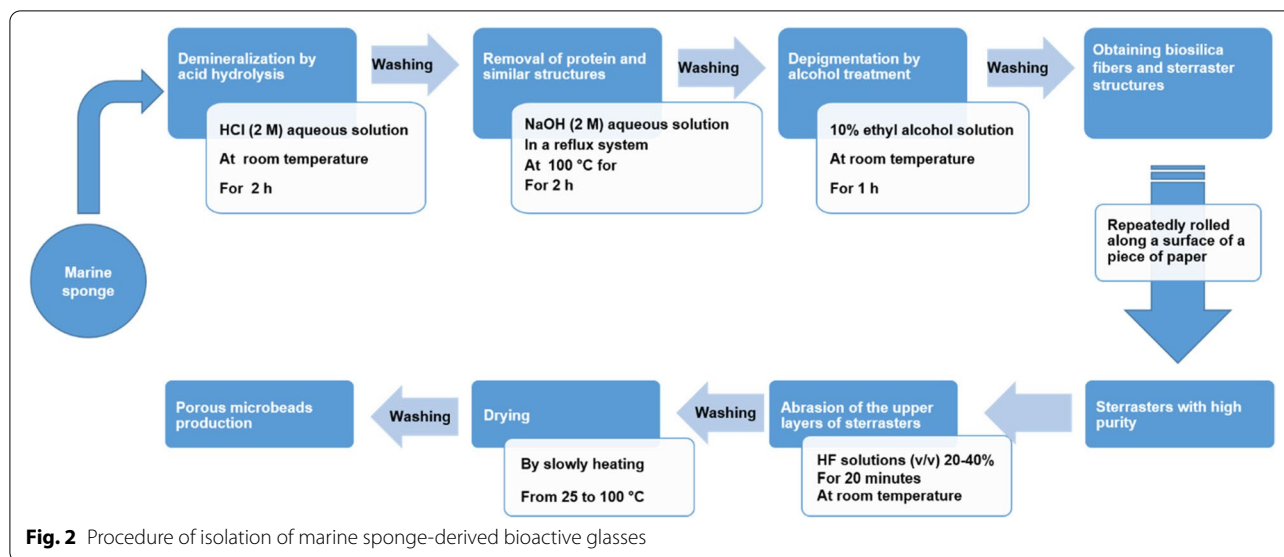 Marine
sponge
Demineralization by
acid hydrolysis
HCl (2 M) aqueous solution
At room temperature
For 2 h
Washing
Removal of protein and
similar structures
NaOH (2 M) aqueous solution
In a reflux system
At 100 °C for
For 2 h
Washing
Depigmentation by
alcohol treatment
10% ethyl alcohol solution
At room temperature
For 1 h
Washing
Obtaining biosilica
fibers and sterraster
structures
Repeatedly rolled
along a surface of a
piece of paper
Sterrasters with high
purity
Abrasion of the upper
layers of sterrasters
HF solutions (v/v) 20-40%
For 20 minutes
At room temperature
Washing
Drying
By slowly heating
From 25 to 100 °C
Washing
Porous microbeads
production
Fig. 2 Procedure of isolation of marine sponge-derived bioactive glasses